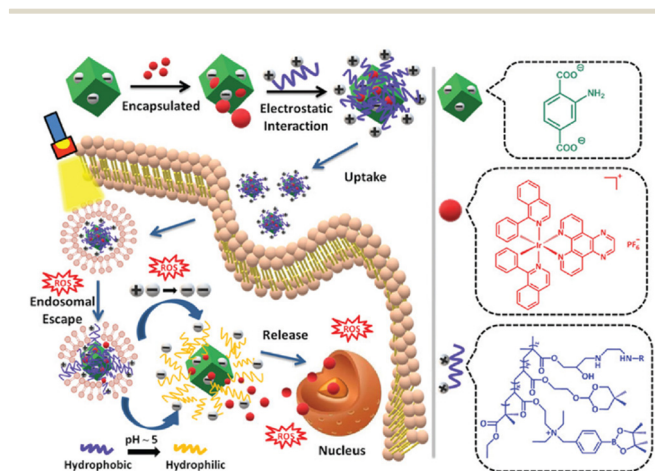 Encapsulated
Electrostatic
Interaction
Uptake
ROS
Endosomal
Escape
ROS
Release
ROS
ROS
Nucleus
pH ~ 5
Hydrophobic
Hydrophilic
COO⊖
NH₂
COO⊖
]⁺
N
N
N
Ir
PF₆⁻
N
N
N
O
O
OH
H
N
HN-R
O
O
O
O
O
O
O
O
O
O
N⊕
B
O
O